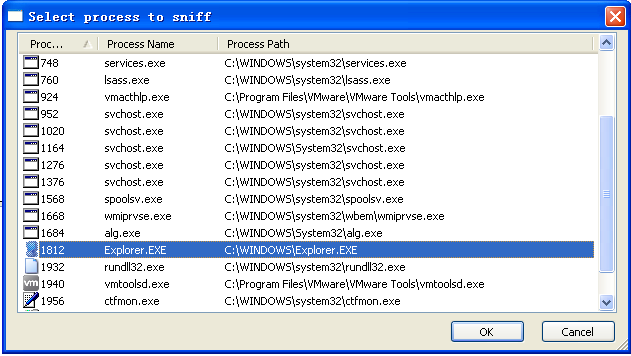 Select process to sniff
Proc... Process Name Process Path
748 services.exe C:\WINDOWS\system32\services.exe
760 lsass.exe C:\WINDOWS\system32\lsass.exe
924 vmacthlp.exe C:\Program Files\VMware\VMware Tools\vmacthlp.exe
952 svchost.exe C:\WINDOWS\system32\svchost.exe
1020 svchost.exe C:\WINDOWS\system32\svchost.exe
1164 svchost.exe C:\WINDOWS\System32\svchost.exe
1276 svchost.exe C:\WINDOWS\system32\svchost.exe
1376 svchost.exe C:\WINDOWS\system32\svchost.exe
1568 spoolsv.exe C:\WINDOWS\system32\spoolsv.exe
1668 wmiprvse.exe C:\WINDOWS\system32\wbem\wmiprvse.exe
1684 alg.exe C:\WINDOWS\System32\alg.exe
1812 Explorer.EXE C:\WINDOWS\Explorer.EXE
1932 rundll32.exe C:\WINDOWS\system32\rundll32.exe
vm 1940 vmtoolsd.exe C:\Program Files\VMware\VMware Tools\vmtoolsd.exe
1956 ctfmon.exe C:\WINDOWS\system32\ctfmon.exe
OK Cancel